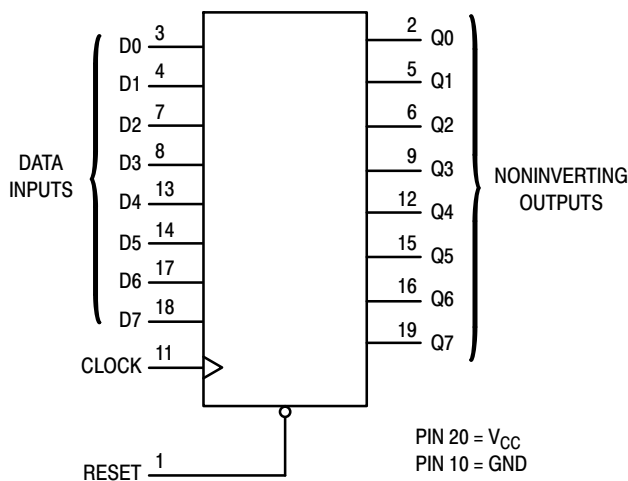 D0 3
D1 4
D2 7
D3 8
D4 13
D5 14
D6 17
D7 18
DATA
INPUTS
CLOCK 11
RESET 1
2 Q0
5 Q1
6 Q2
9 Q3
12 Q4
15 Q5
16 Q6
19 Q7
NONINVERTING
OUTPUTS
PIN 20 = VCC
PIN 10 = GND